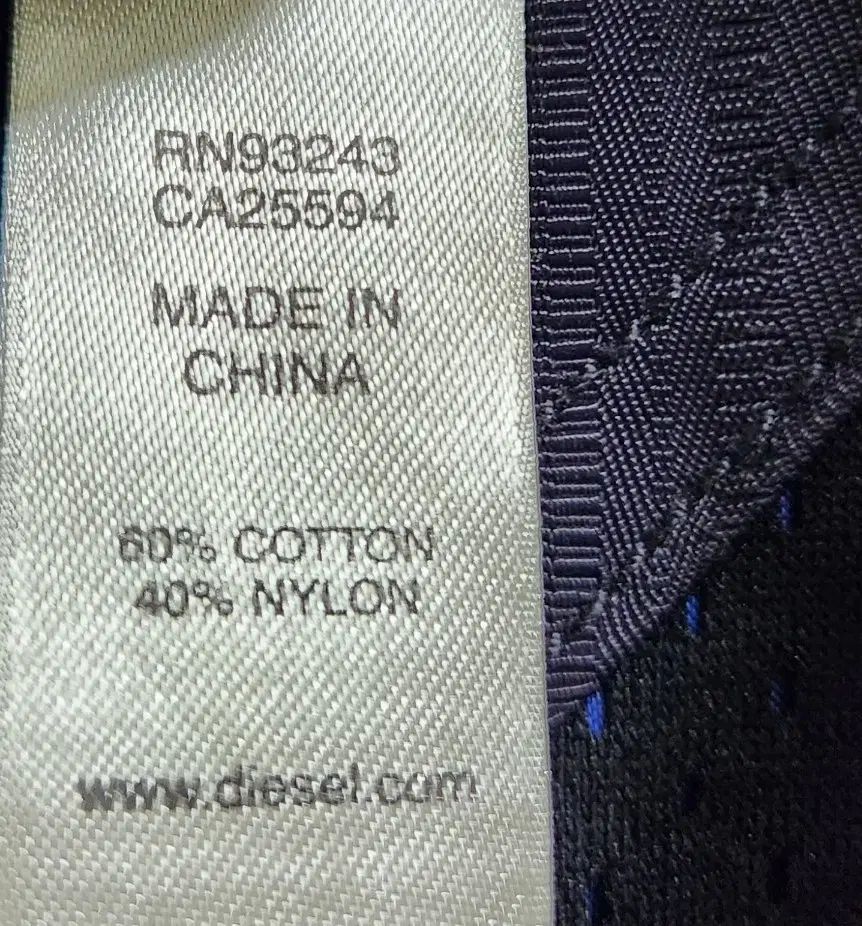 RN93243
CA25594
MADE IN
CHINA
60% COTTON
40% NYLON
www.diesel.com